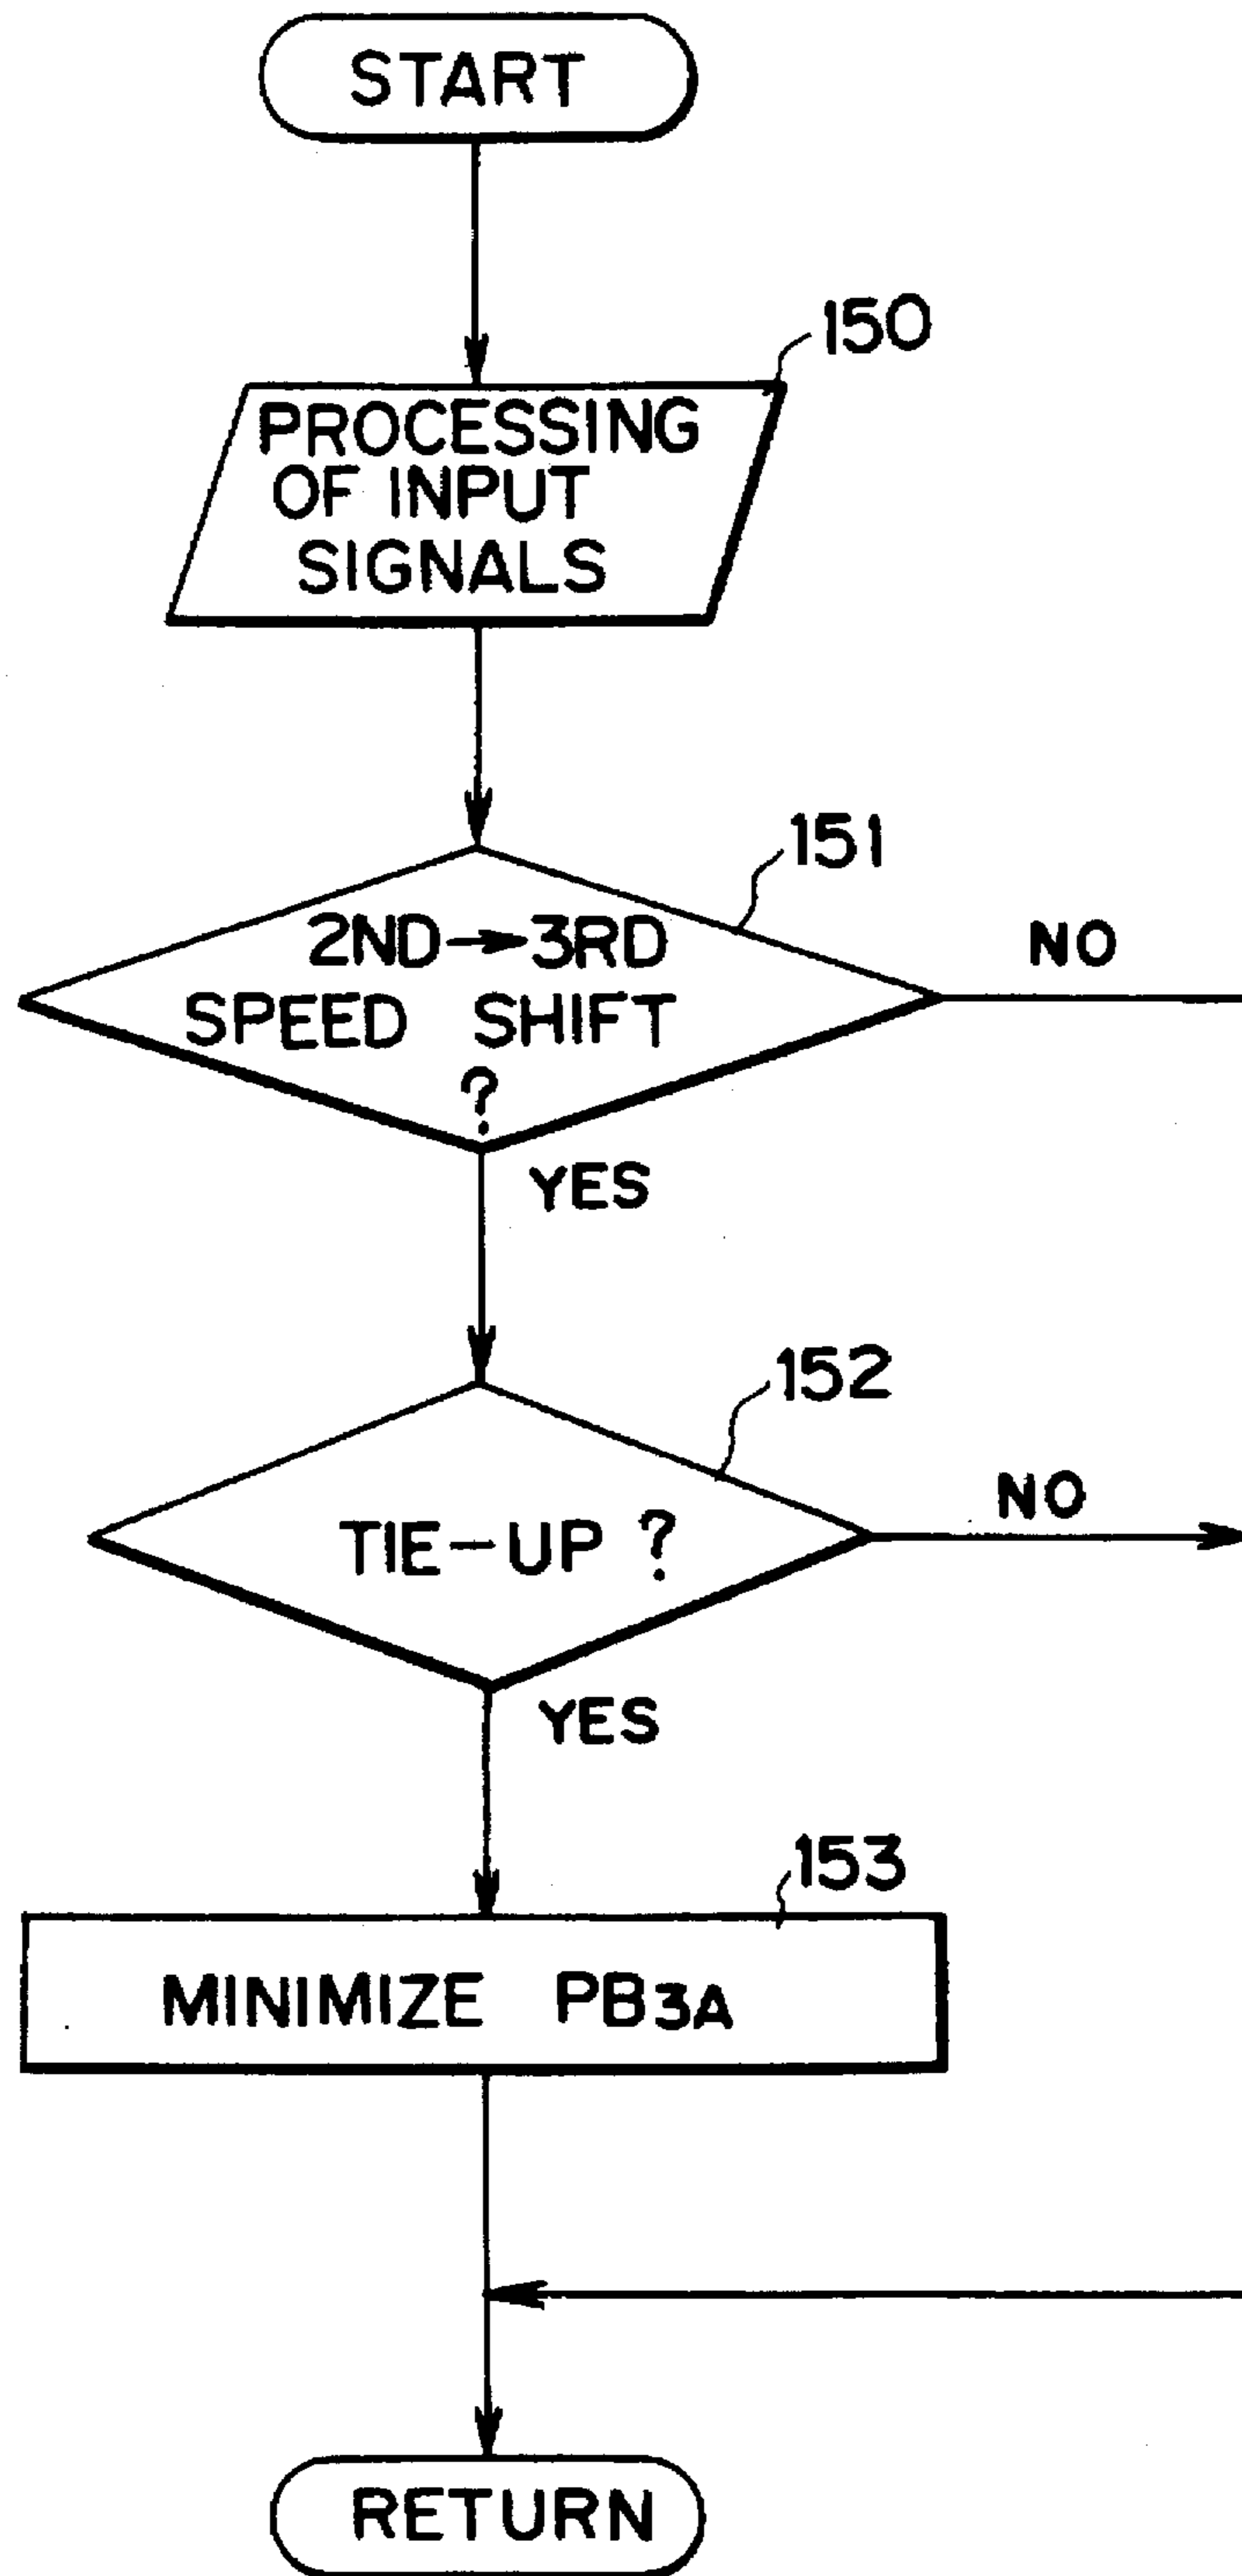 START
150
PROCESSING
OF INPUT
SIGNALS
151
2ND→3RD
SPEED SHIFT
?
NO
YES
152
TIE-UP ?
NO
YES
153
MINIMIZE PB3A
RETURN